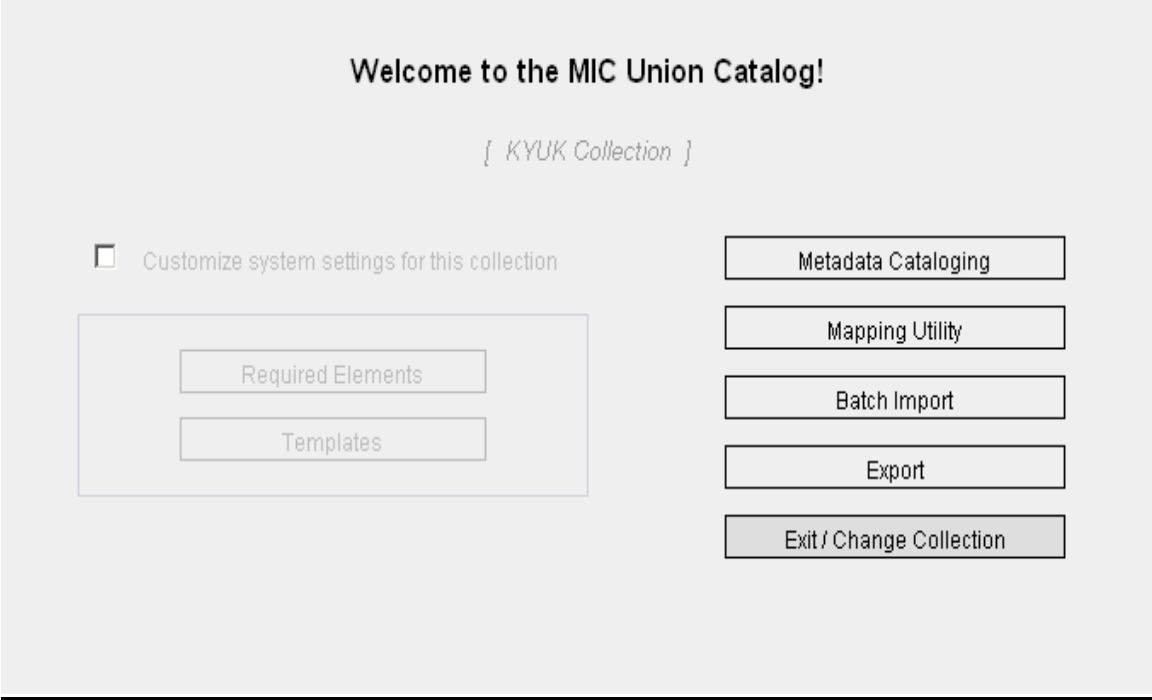 Welcome to the MIC Union Catalog!
[ KYUK Collection ]
Customize system settings for this collection
Required Elements
Templates
Metadata Cataloging
Mapping Utility
Batch Import
Export
Exit / Change Collection